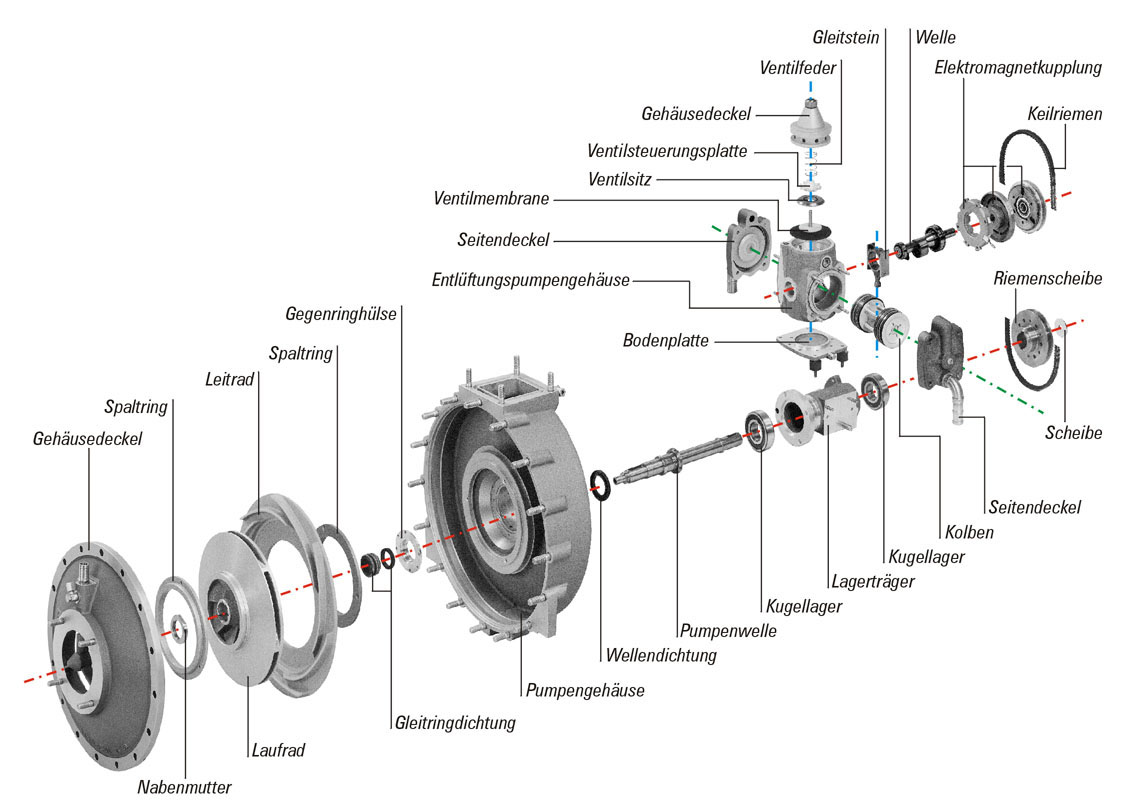 Gleitstein
Welle
Ventilfeder
Elektromagnetkupplung
Gehäusedeckel
Keilriemen
Ventilsteuerungsplatte
Ventilsitz
Ventilmembrane
Seitendeckel
Entlüftungspumpengehäuse
Riemenscheibe
Gegenringhülse
Bodenplatte
Spaltring
Leitrad
Spaltring
Gehäusedeckel
Scheibe
Seitendeckel
Kolben
Kugellager
Lagerträger
Kugellager
Pumpenwelle
Wellendichtung
Pumpengehäuse
Gleitringdichtung
Laufrad
Nabenmutter